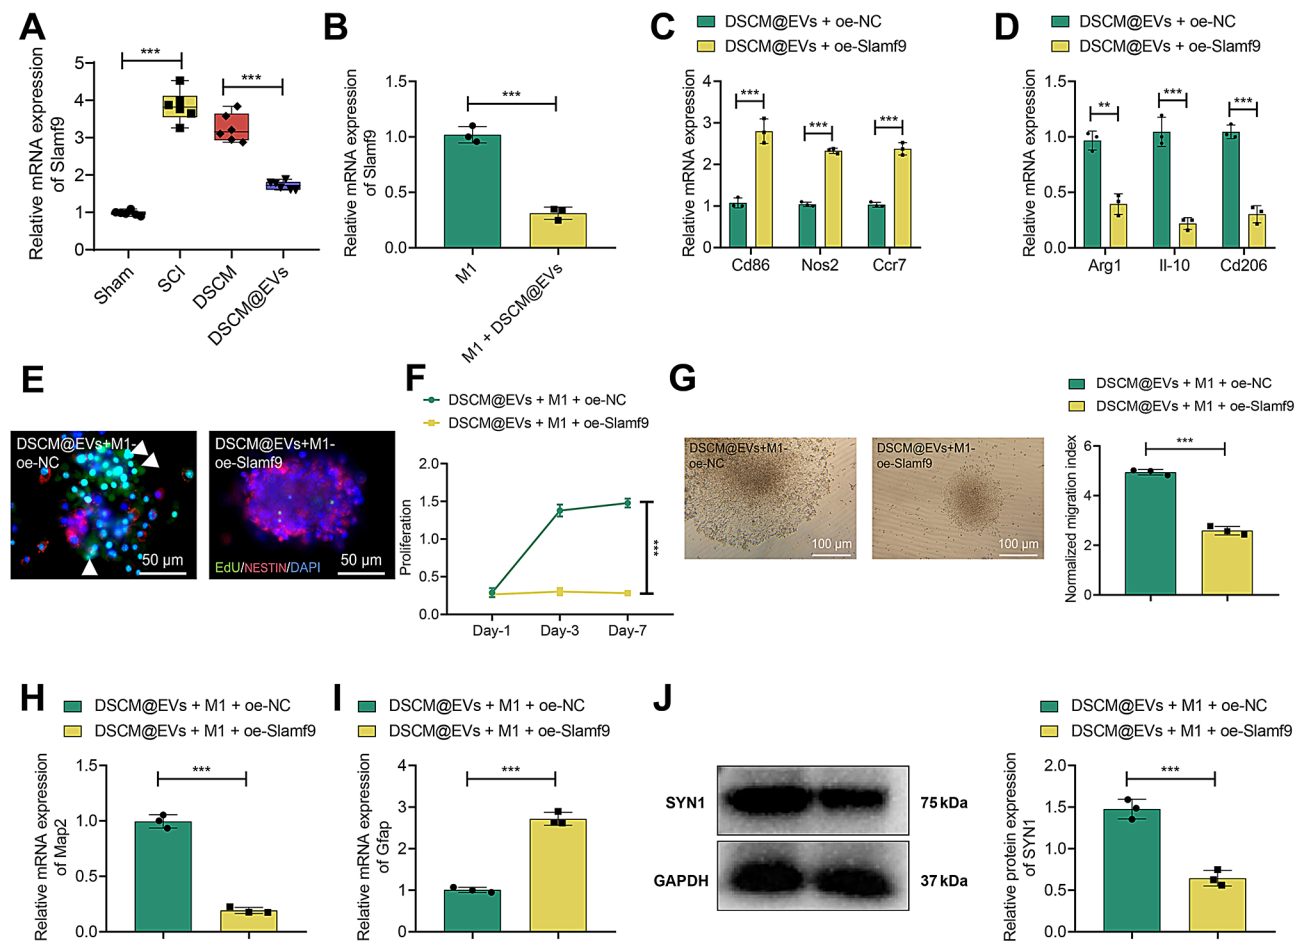 A
Relative mRNA expression
of Slamf9
5
4
3
2
1
0
***
***
Sham
SCI
DSCM
DSCM@EVs
B
Relative mRNA expression
of Slamf9
1.5
1.0
0.5
0.0
***
M1
M1 + DSCM@EVs
C
DSCM@EVs + oe-NC
DSCM@EVs + oe-Slamf9
Relative mRNA expression
4
3
2
1
0
***
***
***
Cd86
Nos2
Ccr7
D
DSCM@EVs + oe-NC
DSCM@EVs + oe-Slamf9
Relative mRNA expression
1.5
1.0
0.5
0.0
**
***
***
Arg1
Il-10
Cd206
E
DSCM@EVs+M1-
oe-NC
50 µm
DSCM@EVs+M1-
oe-Slamf9
EdU/NESTIN/DAPI
50 µm
F
DSCM@EVs + M1 + oe-NC
DSCM@EVs + M1 + oe-Slamf9
Proliferation
2.0
1.5
1.0
0.5
0.0
***
Day-1
Day-3
Day-7
G
DSCM@EVs+M1-
oe-NC
100 µm
DSCM@EVs+M1-
oe-Slamf9
100 µm
DSCM@EVs + M1 + oe-NC
DSCM@EVs + M1 + oe-Slamf9
Normalized migration index
6
4
2
0
***
H
DSCM@EVs + M1 + oe-NC
DSCM@EVs + M1 + oe-Slamf9
Relative mRNA expression
of Map2
1.5
1.0
0.5
0.0
***
I
DSCM@EVs + M1 + oe-NC
DSCM@EVs + M1 + oe-Slamf9
Relative mRNA expression
of Gfap
4
3
2
1
0
***
J
SYN1
75 kDa
GAPDH
37 kDa
DSCM@EVs + M1 + oe-NC
DSCM@EVs + M1 + oe-Slamf9
Relative protein expression
of SYN1
2.0
1.5
1.0
0.5
0.0
***